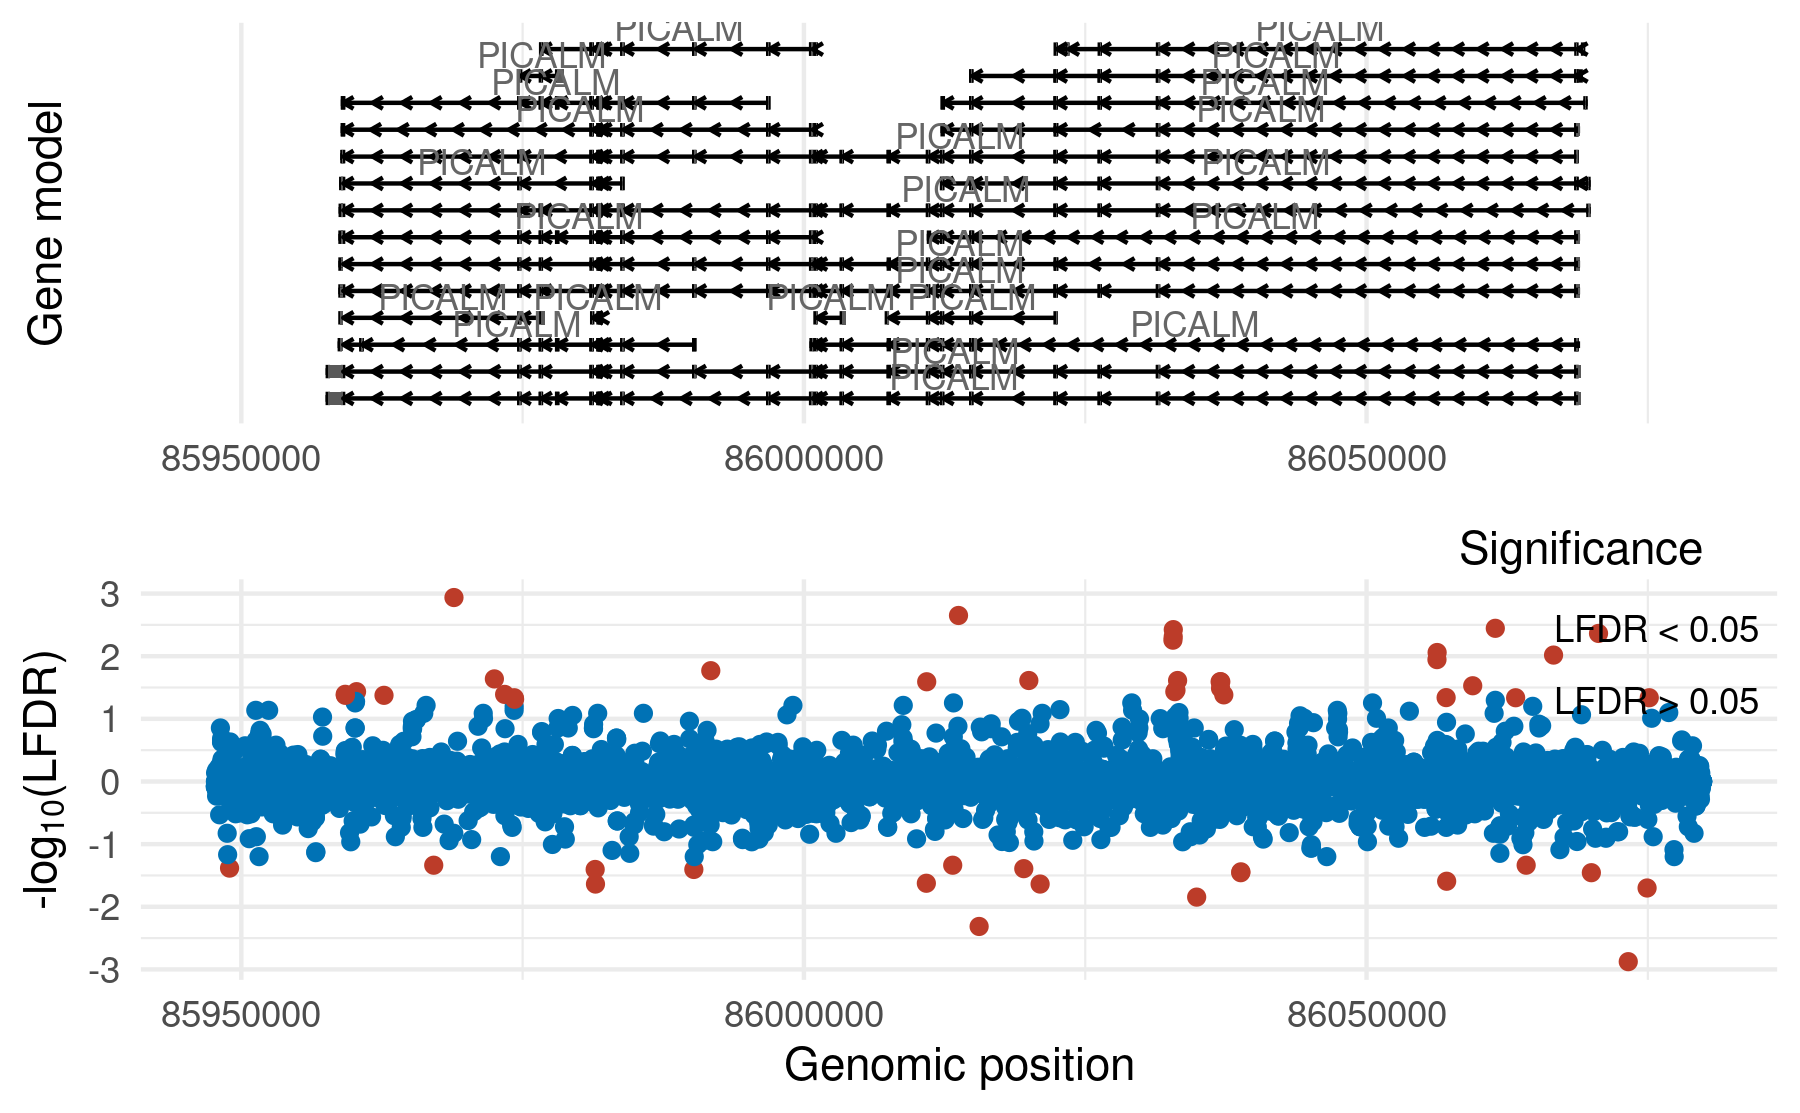 Gene model
PICALM
PICALM
PICALM PICALM
PICALM PICALM
PICALM PICALM
PICALM PICALM
PICALM
PICALM PICALM
PICALM
PICALM PICALM
PICALM
PICALM
PICALM PICALM PICALM PICALM
PICALM PICALM
PICALM
PICALM
85950000 86000000 86050000
Significance
LFDR < 0.05
LFDR > 0.05
-log10(LFDR)
3
2
1
0
-1
-2
-3
85950000 86000000 86050000
Genomic position